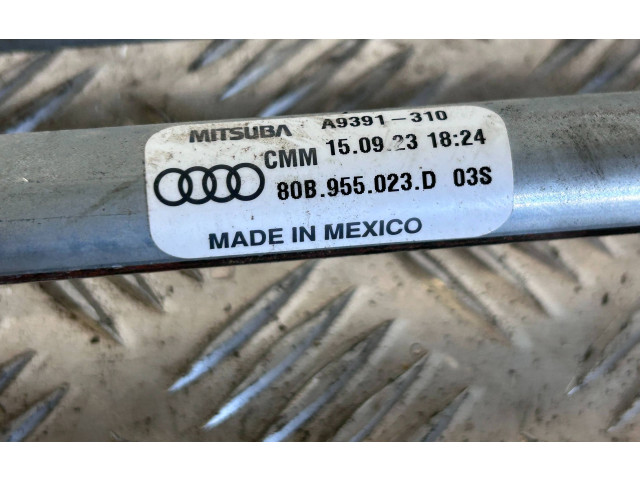 MITSUBA A9391-310
CMM 15.09.23 18:24
80B.955.023.D 03S
MADE IN MEXICO